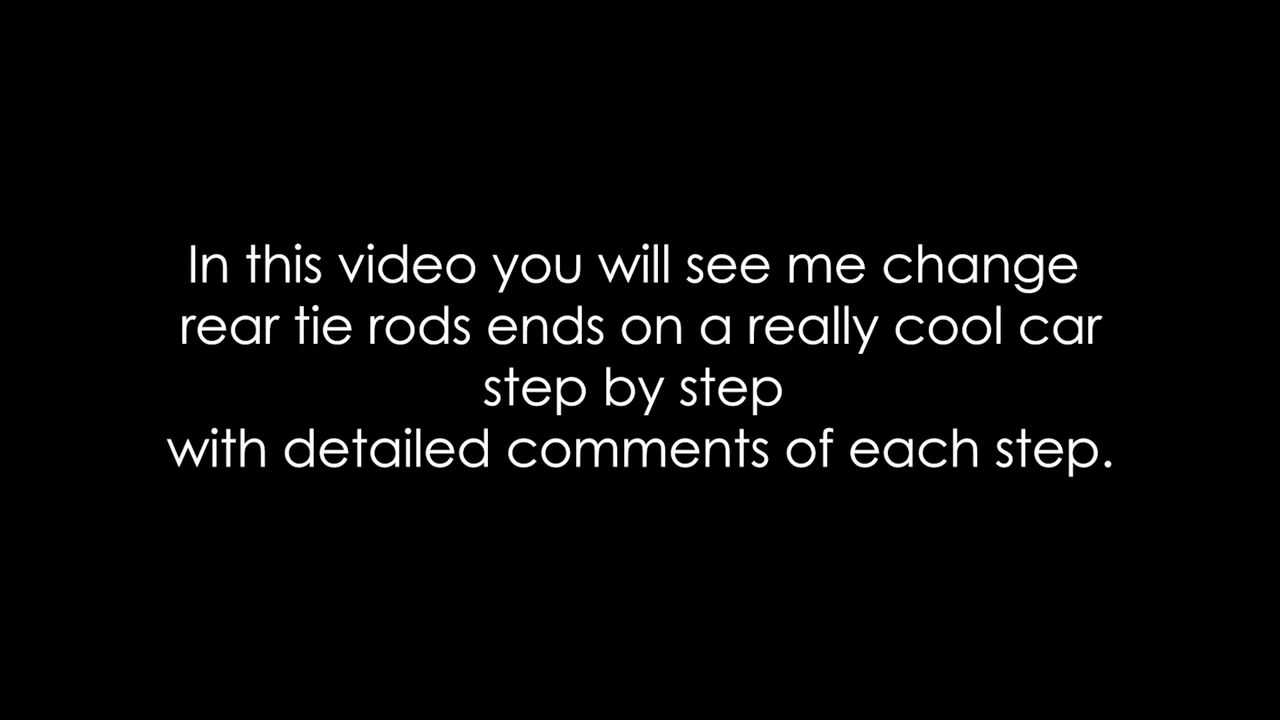 In this video you will see me change
rear tie rods ends on a really cool car
step by step
with detailed comments of each step.